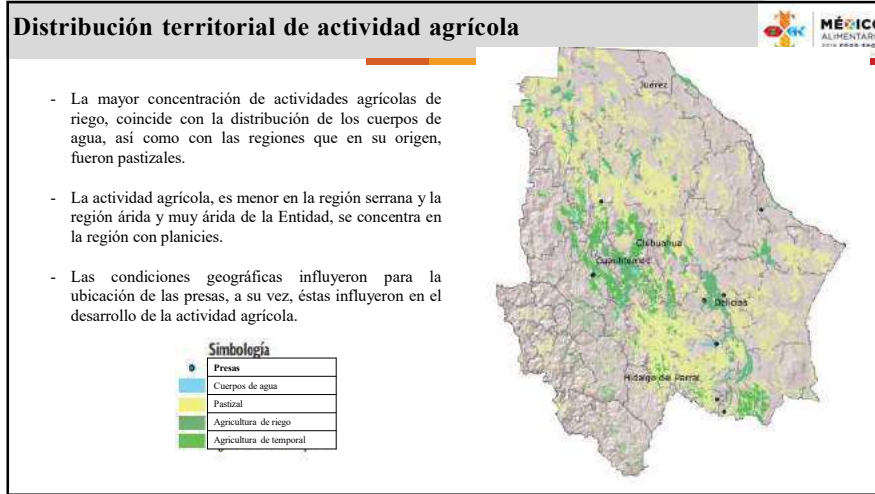 Distribución territorial de actividad agrícola
MÉXICO
ALIMENTARI
- La mayor concentración de actividades agrícolas de
riego, coincide con la distribución de los cuerpos de
agua, así como con las regiones que en su origen,
fueron pastizales.
- La actividad agrícola, es menor en la región serrana y la
región árida y muy árida de la Entidad, se concentra en
la región con planicies.
- Las condiciones geográficas influyeron para la
ubicación de las presas, a su vez, éstas influyeron en el
desarrollo de la actividad agrícola.
Simbología
Presas
Cuerpos de agua
Pastizal
Agricultura de riego
Agricultura de temporal
Juárez
Chihuahua
Cuauhtémoc
Delicias
Hidalgo del Parral